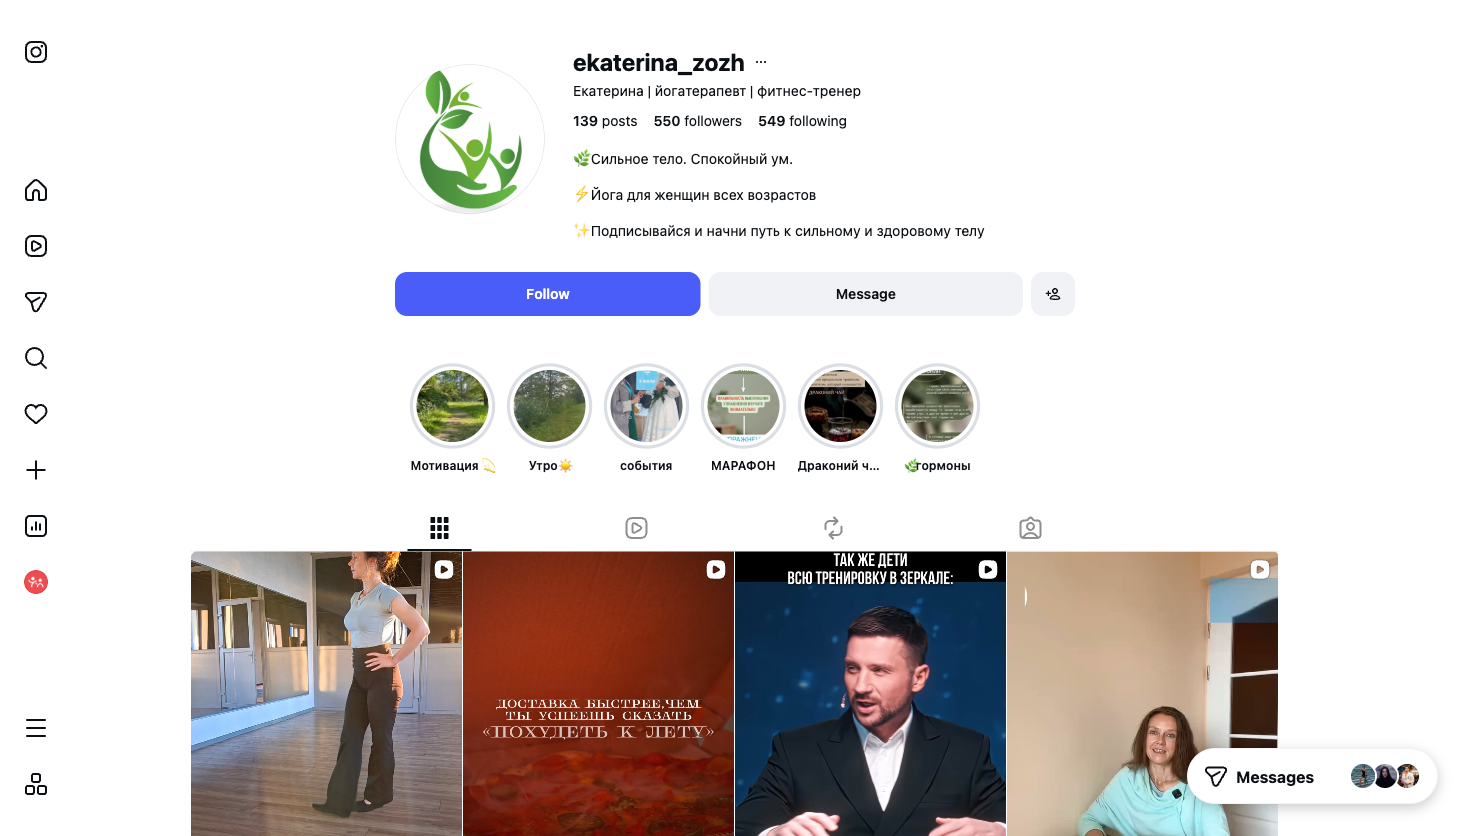 ekaterina_zozh ...
Екатерина | йогатерапевт | фитнес-тренер
139 posts 550 followers 549 following
🌿Сильное тело. Спокойный ум.
⚡Йога для женщин всех возрастов
✨Подписывайся и начни путь к сильному и здоровому телу
Follow
Message
ДРАКОНИЙ ЧАЙ
Мотивация 💫
Утро☀️
события
МАРАФОН
Драконий ч...
🌿гормоны
ТАК ЖЕ ДЕТИ
ВСЮ ТРЕНИРОВКУ В ЗЕРКАЛЕ:
ДОСТАВКА БЫСТРЕЕ,ЧЕМ
ТЫ УСПЕЕШЬ СКАЗАТЬ
«ПОХУДЕТЬ К ЛЕТУ»
Messages